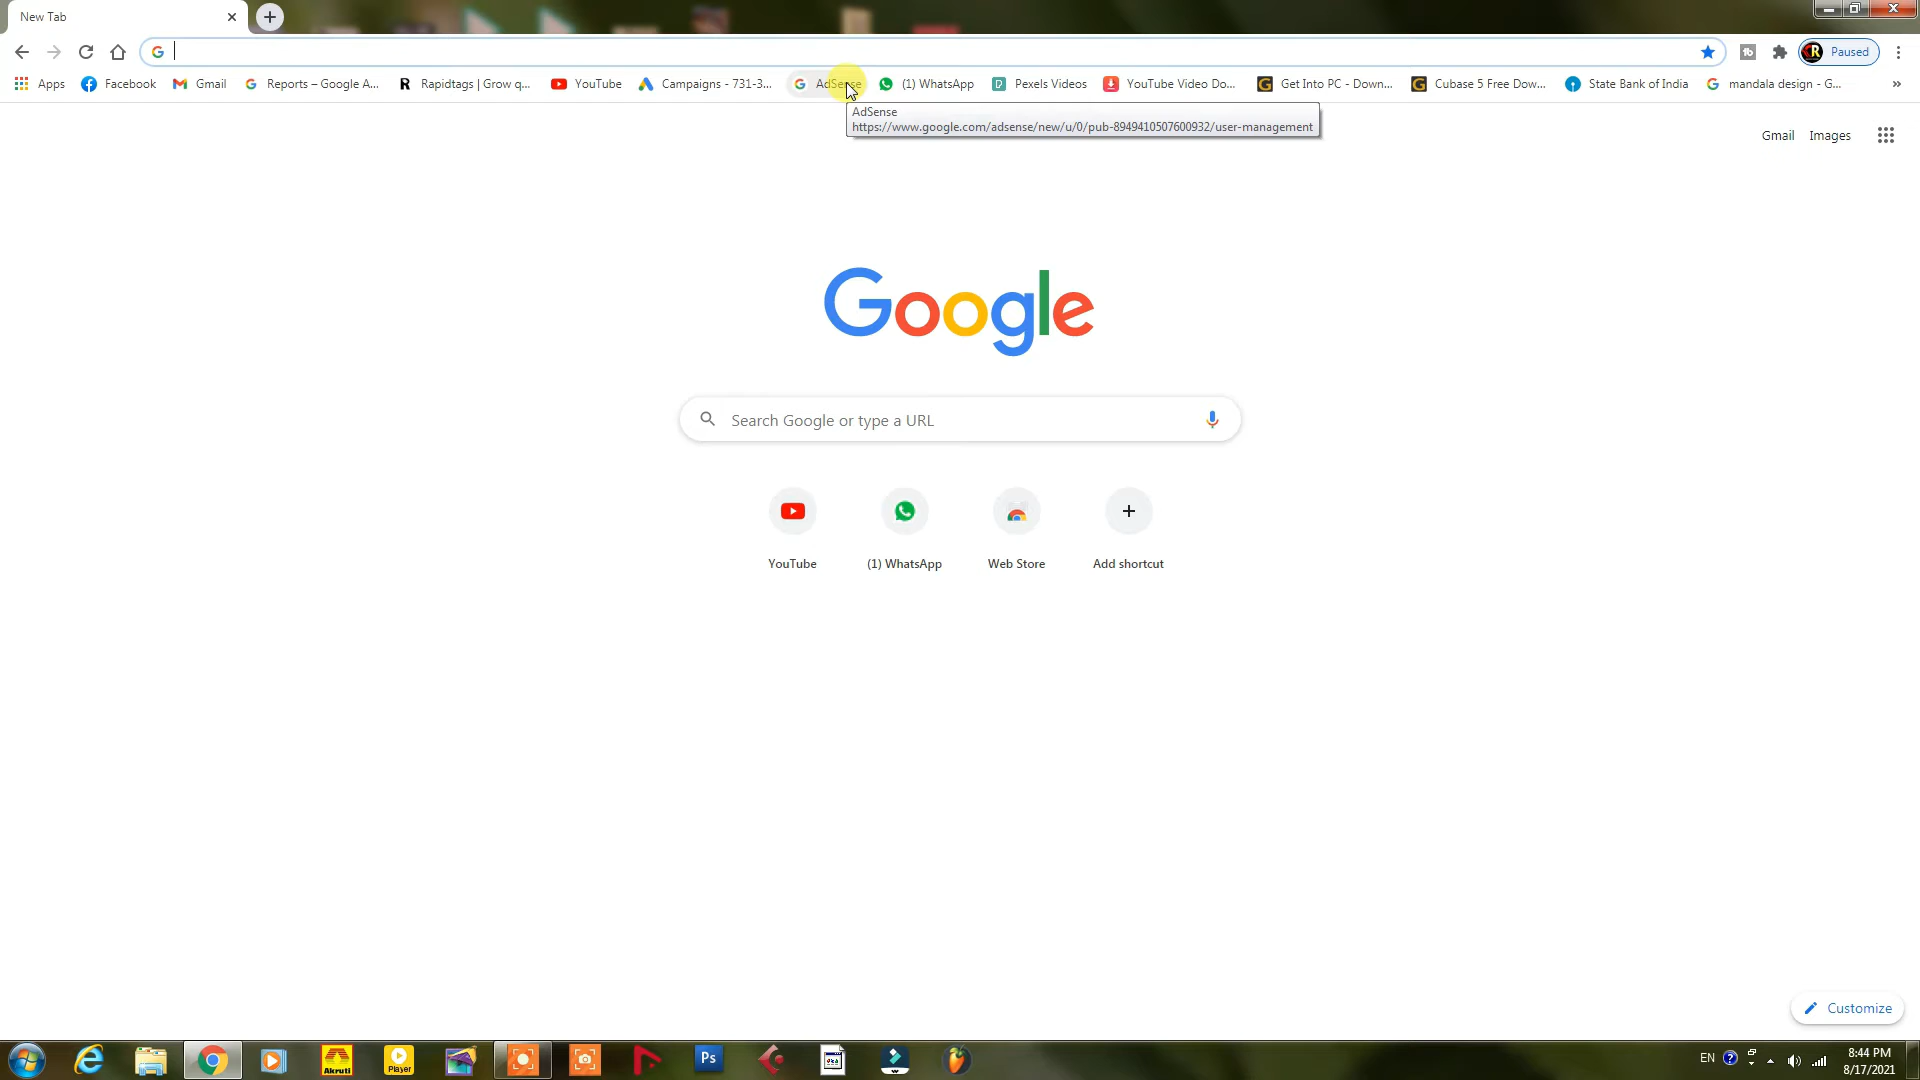 New Tab
Paused
Apps
Facebook
Gmail
Reports – Google A...
Rapidtags | Grow q...
YouTube
Campaigns - 731-3...
AdSense
(1) WhatsApp
Pexels Videos
YouTube Video Do...
Get Into PC - Down...
Cubase 5 Free Dow...
State Bank of India
mandala design - G...
»
AdSense
https://www.google.com/adsense/new/u/0/pub-8949410507600932/user-management
Gmail Images
Google
Search Google or type a URL
YouTube
(1) WhatsApp
Web Store
Add shortcut
Customize
Akruti
Player
Ps
EN
8:44 PM
8/17/2021